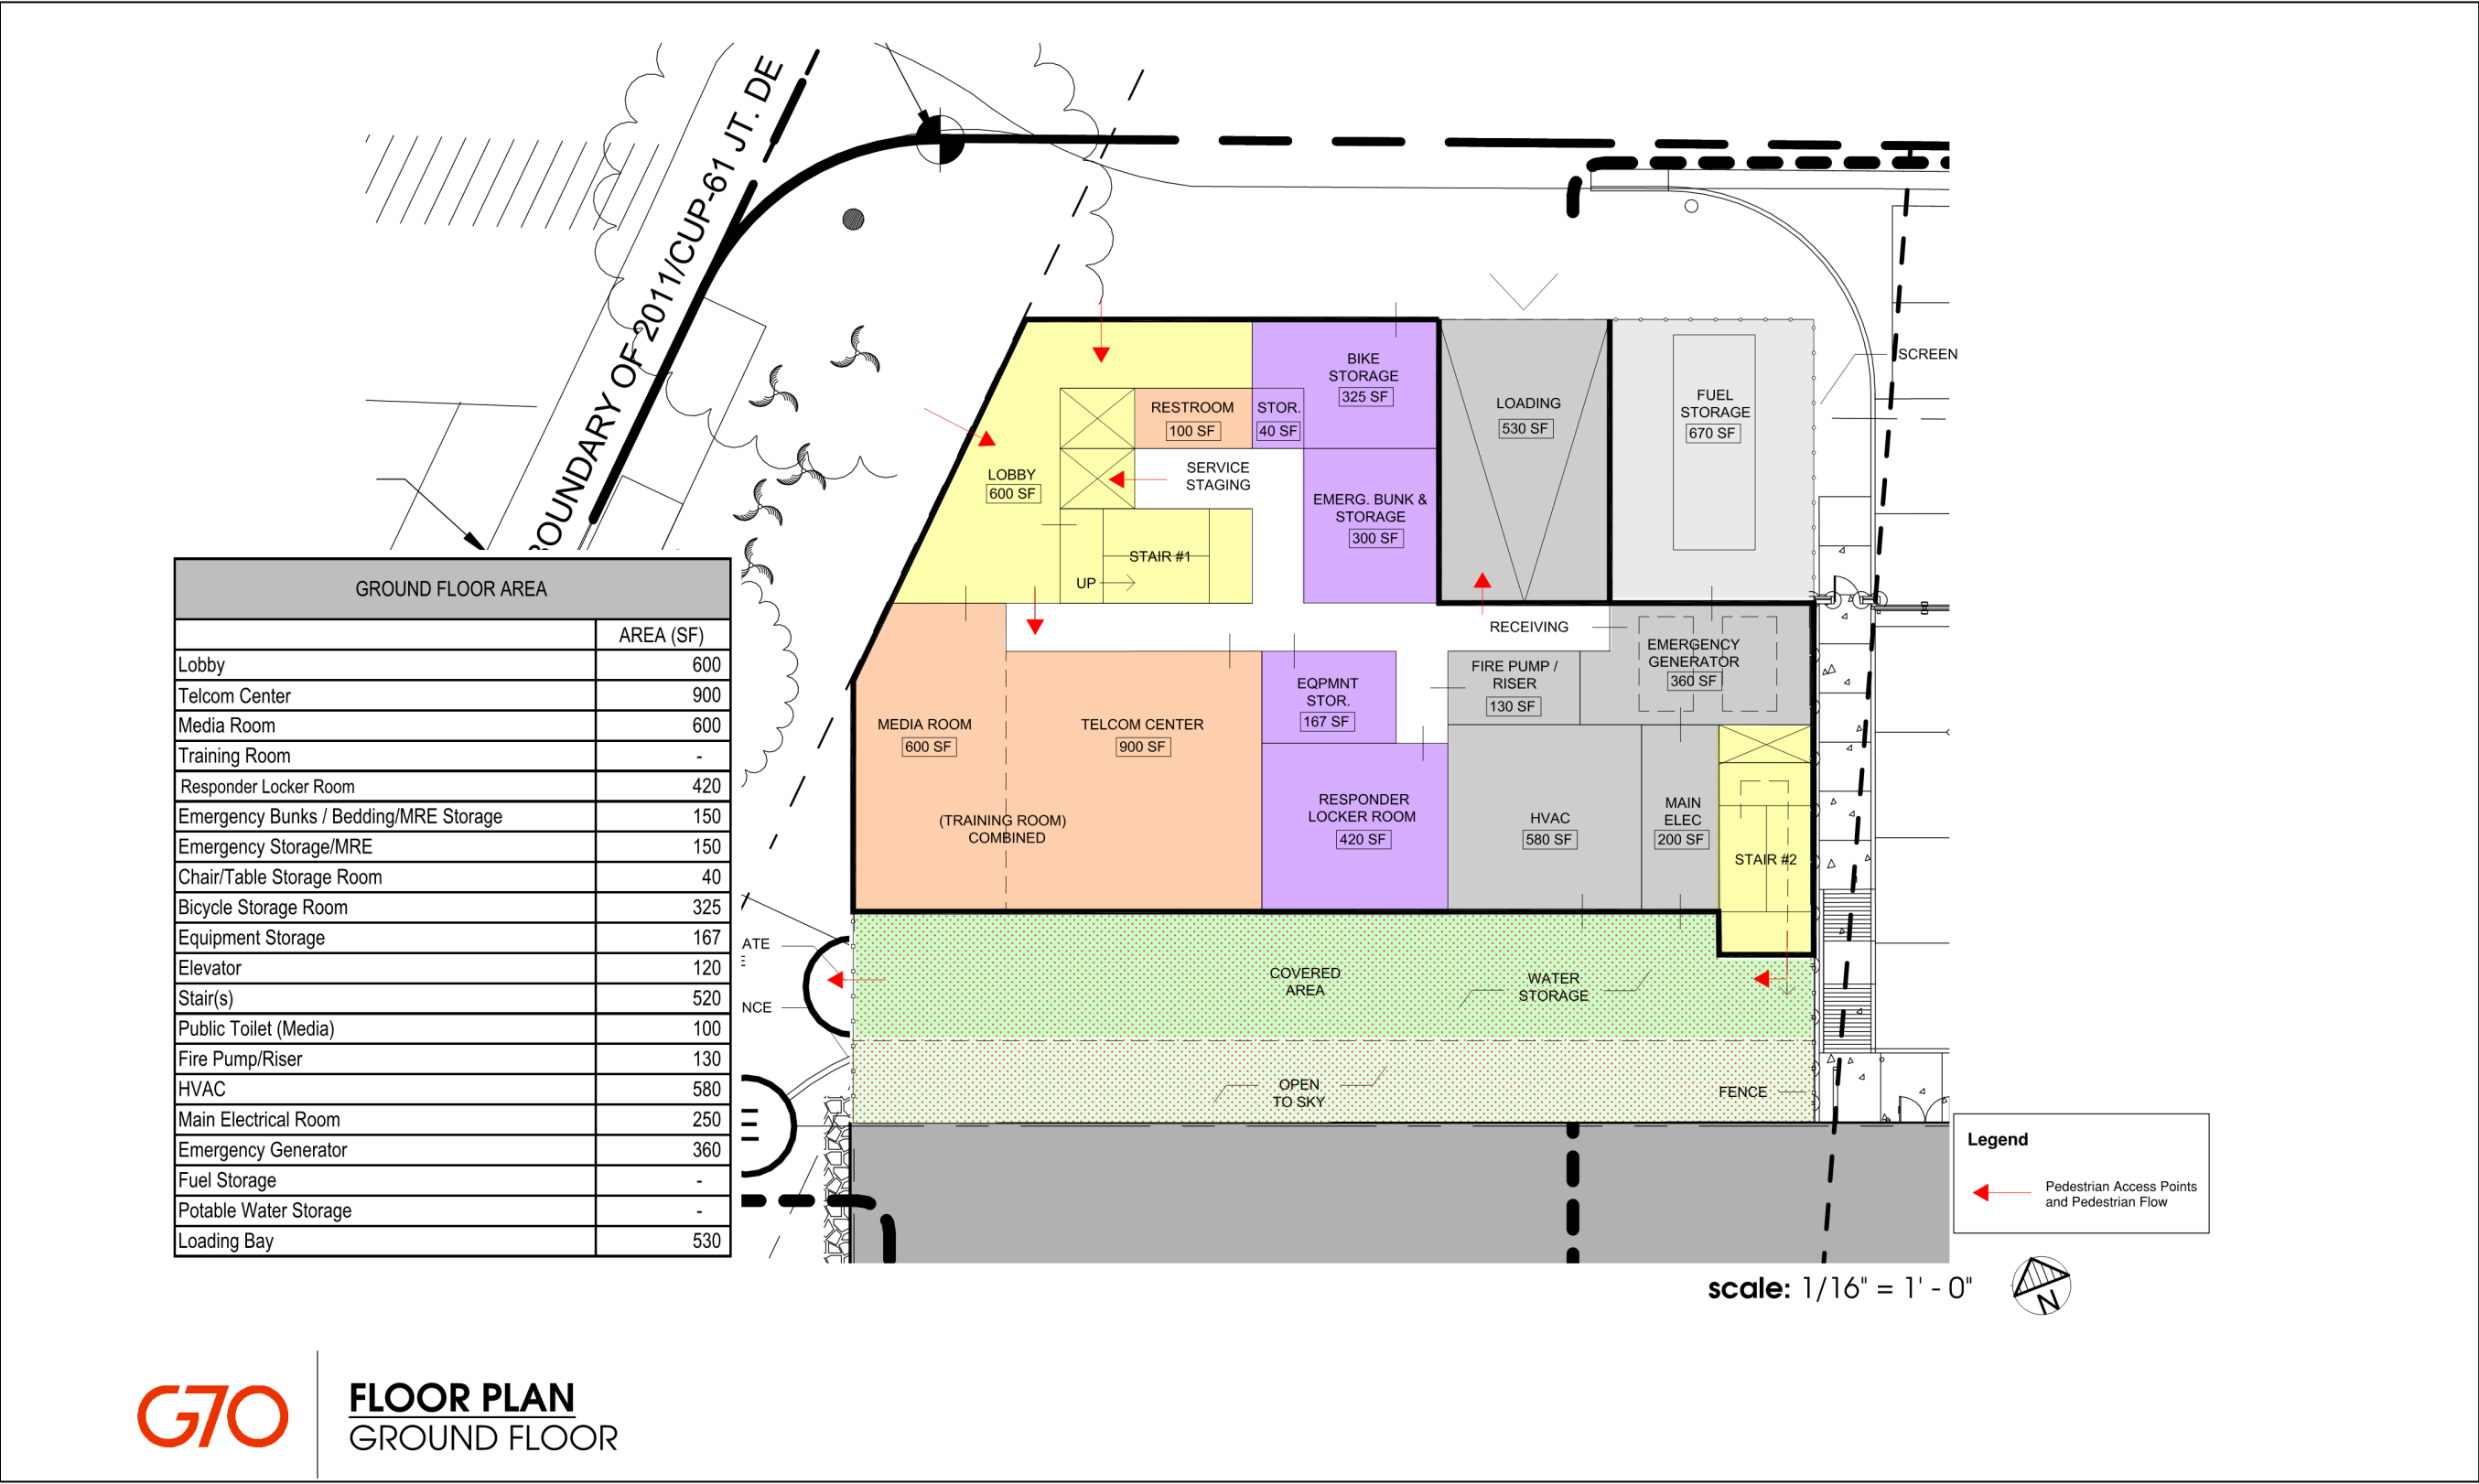 BOUNDARY OF 2011/CUP-61 JT. DE
SCREEN
BIKE
STORAGE
325 SF
RESTROOM
100 SF
STOR.
40 SF
LOADING
530 SF
FUEL
STORAGE
670 SF
LOBBY
600 SF
SERVICE
STAGING
EMERG. BUNK &
STORAGE
300 SF
STAIR #1
UP
RECEIVING
EMERGENCY
GENERATOR
360 SF
FIRE PUMP /
RISER
130 SF
EQPMNT
STOR.
167 SF
MEDIA ROOM
600 SF
TELCOM CENTER
900 SF
(TRAINING ROOM)
COMBINED
RESPONDER
LOCKER ROOM
420 SF
HVAC
580 SF
MAIN
ELEC
200 SF
STAIR #2
ATE
E
NCE
COVERED
AREA
WATER
STORAGE
OPEN
TO SKY
FENCE
GROUND FLOOR AREA
AREA (SF)
Lobby 600
Telcom Center 900
Media Room 600
Training Room -
Responder Locker Room 420
Emergency Bunks / Bedding/MRE Storage 150
Emergency Storage/MRE 150
Chair/Table Storage Room 40
Bicycle Storage Room 325
Equipment Storage 167
Elevator 120
Stair(s) 520
Public Toilet (Media) 100
Fire Pump/Riser 130
HVAC 580
Main Electrical Room 250
Emergency Generator 360
Fuel Storage -
Potable Water Storage -
Loading Bay 530
Legend
Pedestrian Access Points
and Pedestrian Flow
scale: 1/16" = 1' - 0"
N
G70
FLOOR PLAN
GROUND FLOOR